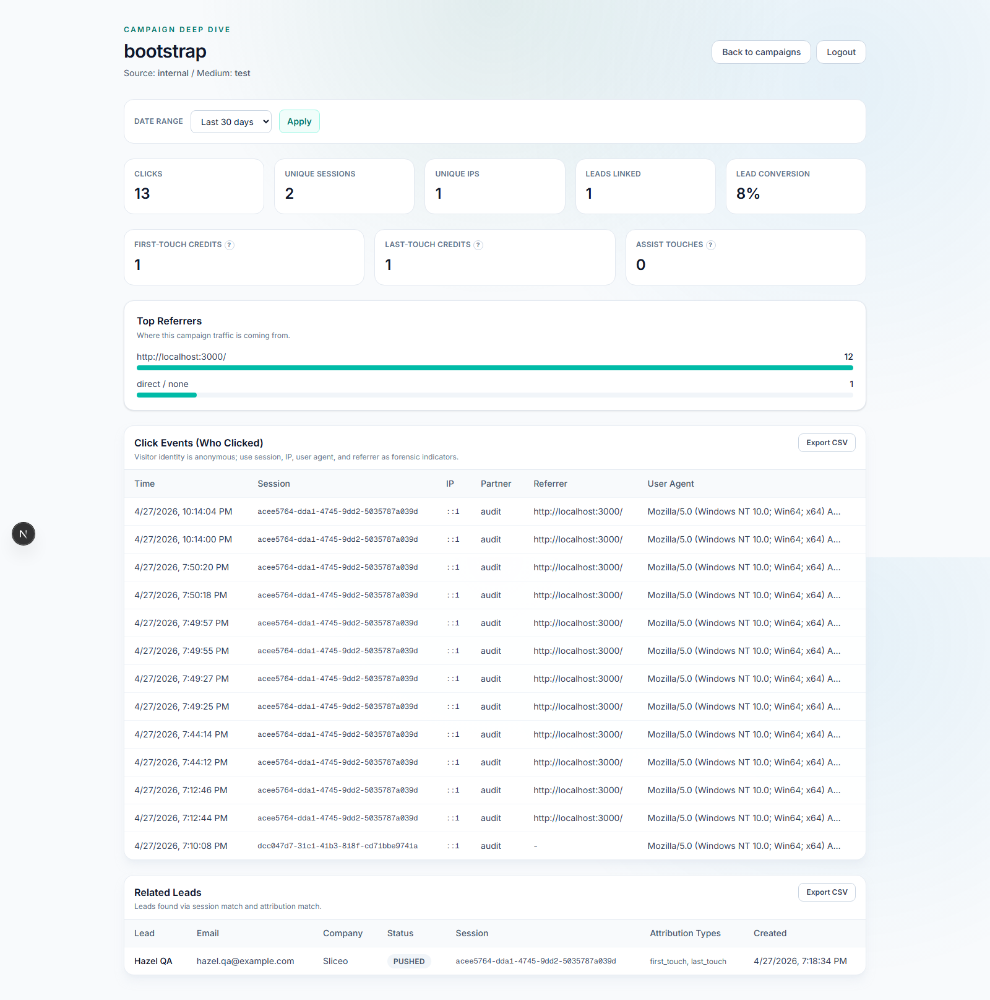 CAMPAIGN DEEP DIVE
bootstrap
Source: internal / Medium: test
Back to campaigns
Logout
DATE RANGE Last 30 days Apply
CLICKS
13
UNIQUE SESSIONS
2
UNIQUE IPS
1
LEADS LINKED
1
LEAD CONVERSION
8%
FIRST-TOUCH CREDITS ?
1
LAST-TOUCH CREDITS ?
1
ASSIST TOUCHES ?
0
Top Referrers
Where this campaign traffic is coming from.
http://localhost:3000/ 12
direct / none 1
Click Events (Who Clicked)
Visitor identity is anonymous; use session, IP, user agent, and referrer as forensic indicators.
Export CSV
Time Session IP Partner Referrer User Agent
4/27/2026, 10:14:04 PM acee5764-dda1-4745-9dd2-5035787a039d ::1 audit http://localhost:3000/ Mozilla/5.0 (Windows NT 10.0; Win64; x64) A...
4/27/2026, 10:14:00 PM acee5764-dda1-4745-9dd2-5035787a039d ::1 audit http://localhost:3000/ Mozilla/5.0 (Windows NT 10.0; Win64; x64) A...
4/27/2026, 7:50:20 PM acee5764-dda1-4745-9dd2-5035787a039d ::1 audit http://localhost:3000/ Mozilla/5.0 (Windows NT 10.0; Win64; x64) A...
4/27/2026, 7:50:18 PM acee5764-dda1-4745-9dd2-5035787a039d ::1 audit http://localhost:3000/ Mozilla/5.0 (Windows NT 10.0; Win64; x64) A...
4/27/2026, 7:49:57 PM acee5764-dda1-4745-9dd2-5035787a039d ::1 audit http://localhost:3000/ Mozilla/5.0 (Windows NT 10.0; Win64; x64) A...
4/27/2026, 7:49:55 PM acee5764-dda1-4745-9dd2-5035787a039d ::1 audit http://localhost:3000/ Mozilla/5.0 (Windows NT 10.0; Win64; x64) A...
4/27/2026, 7:49:27 PM acee5764-dda1-4745-9dd2-5035787a039d ::1 audit http://localhost:3000/ Mozilla/5.0 (Windows NT 10.0; Win64; x64) A...
4/27/2026, 7:49:25 PM acee5764-dda1-4745-9dd2-5035787a039d ::1 audit http://localhost:3000/ Mozilla/5.0 (Windows NT 10.0; Win64; x64) A...
4/27/2026, 7:44:14 PM acee5764-dda1-4745-9dd2-5035787a039d ::1 audit http://localhost:3000/ Mozilla/5.0 (Windows NT 10.0; Win64; x64) A...
4/27/2026, 7:44:12 PM acee5764-dda1-4745-9dd2-5035787a039d ::1 audit http://localhost:3000/ Mozilla/5.0 (Windows NT 10.0; Win64; x64) A...
4/27/2026, 7:12:46 PM acee5764-dda1-4745-9dd2-5035787a039d ::1 audit http://localhost:3000/ Mozilla/5.0 (Windows NT 10.0; Win64; x64) A...
4/27/2026, 7:12:44 PM acee5764-dda1-4745-9dd2-5035787a039d ::1 audit http://localhost:3000/ Mozilla/5.0 (Windows NT 10.0; Win64; x64) A...
4/27/2026, 7:10:08 PM dcc047d7-31c1-41b3-818f-cd71bbe9741a ::1 audit - Mozilla/5.0 (Windows NT 10.0; Win64; x64) A...
N
Related Leads
Leads found via session match and attribution match.
Export CSV
Lead Email Company Status Session Attribution Types Created
Hazel QA hazel.qa@example.com Sliceo PUSHED acee5764-dda1-4745-9dd2-5035787a039d first_touch, last_touch 4/27/2026, 7:18:34 PM